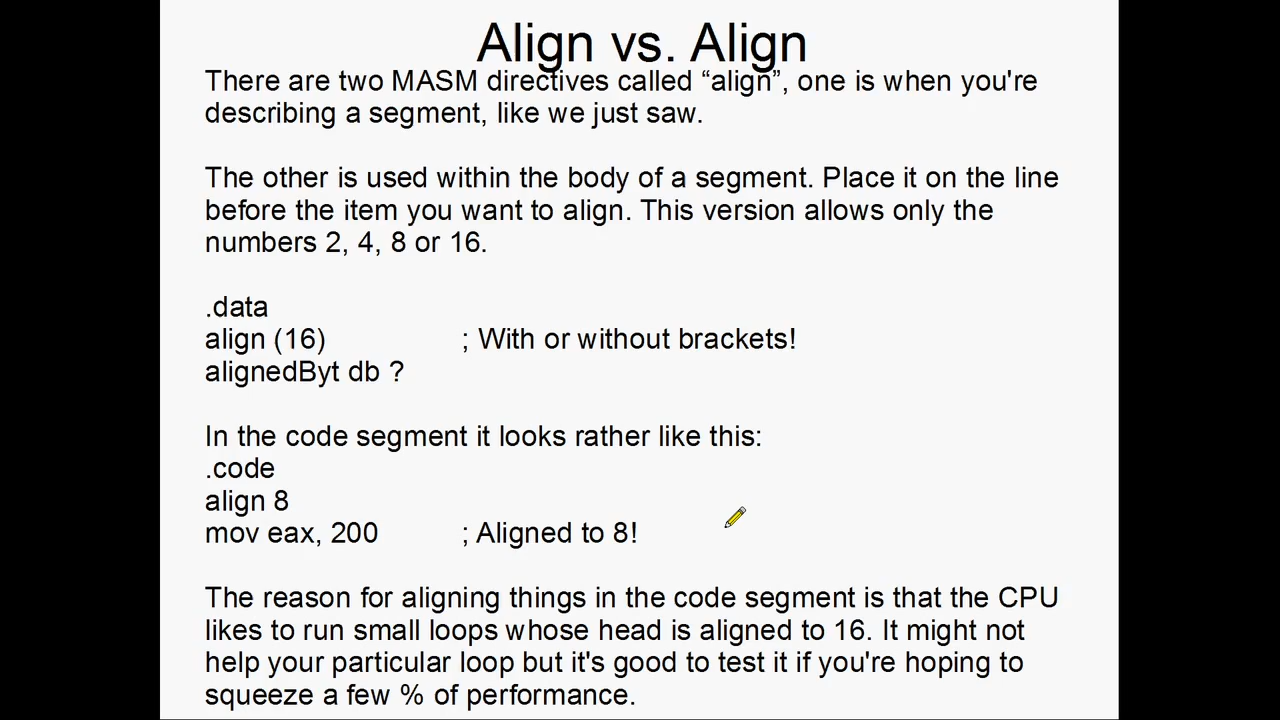 Align vs. Align
There are two MASM directives called “align”, one is when you're
describing a segment, like we just saw.
The other is used within the body of a segment. Place it on the line
before the item you want to align. This version allows only the
numbers 2, 4, 8 or 16.
.data
align (16) ; With or without brackets!
alignedByt db ?
In the code segment it looks rather like this:
.code
align 8
mov eax, 200 ; Aligned to 8!
The reason for aligning things in the code segment is that the CPU
likes to run small loops whose head is aligned to 16. It might not
help your particular loop but it's good to test it if you're hoping to
squeeze a few % of performance.